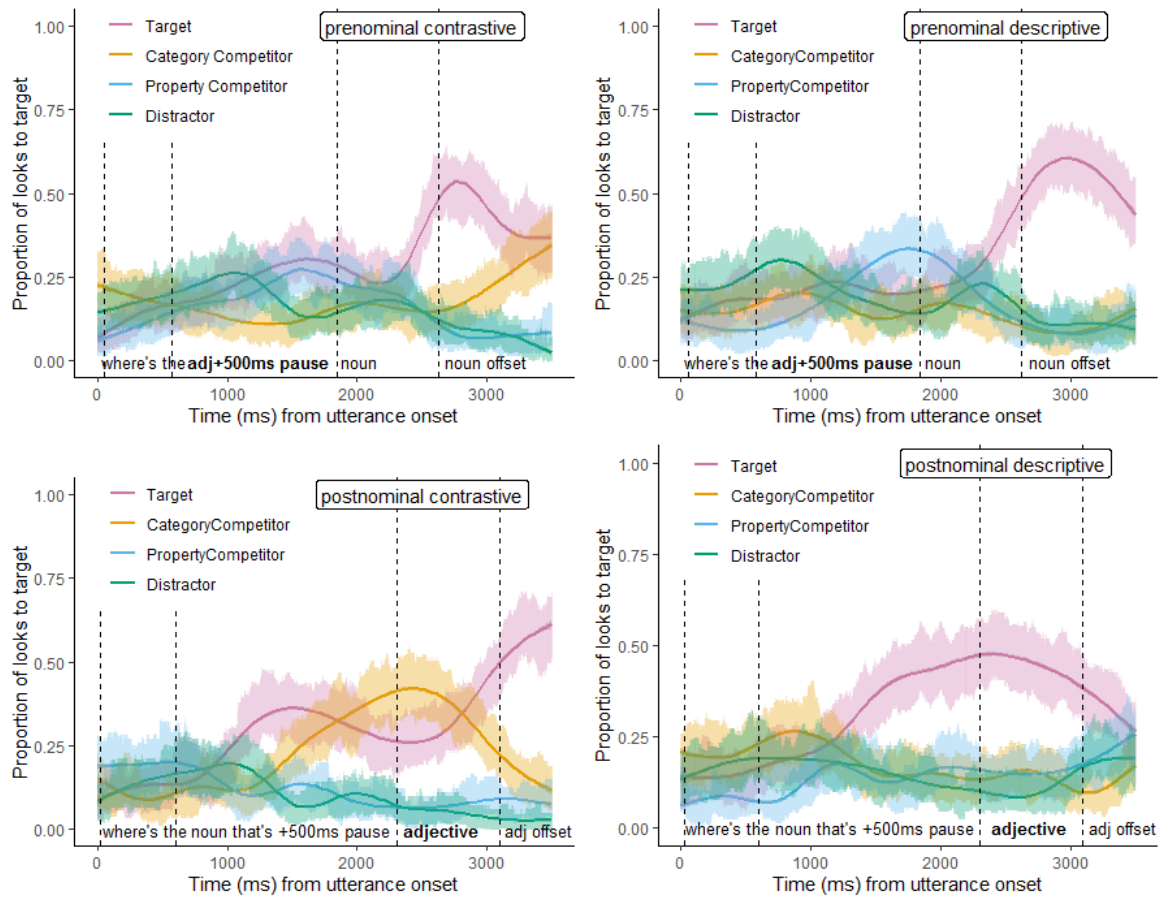 prenominal contrastive
Target
Category Competitor
Property Competitor
Distractor
1.00
0.75
0.50
0.25
0.00
Proportion of looks to target
where's the adj+500ms pause noun noun offset
0 1000 2000 3000
Time (ms) from utterance onset
prenominal descriptive
Target
CategoryCompetitor
PropertyCompetitor
Distractor
1.00
0.75
0.50
0.25
0.00
Proportion of looks to target
where's the adj+500ms pause noun noun offset
0 1000 2000 3000
Time (ms) from utterance onset
postnominal contrastive
Target
CategoryCompetitor
PropertyCompetitor
Distractor
1.00
0.75
0.50
0.25
0.00
Proportion of looks to target
where's the noun that's +500ms pause adjective adj offset
0 1000 2000 3000
Time (ms) from utterance onset
postnominal descriptive
Target
CategoryCompetitor
PropertyCompetitor
Distractor
1.00
0.75
0.50
0.25
0.00
Proportion of looks to target
where's the noun that's +500ms pause adjective adj offset
0 1000 2000 3000
Time (ms) from utterance onset